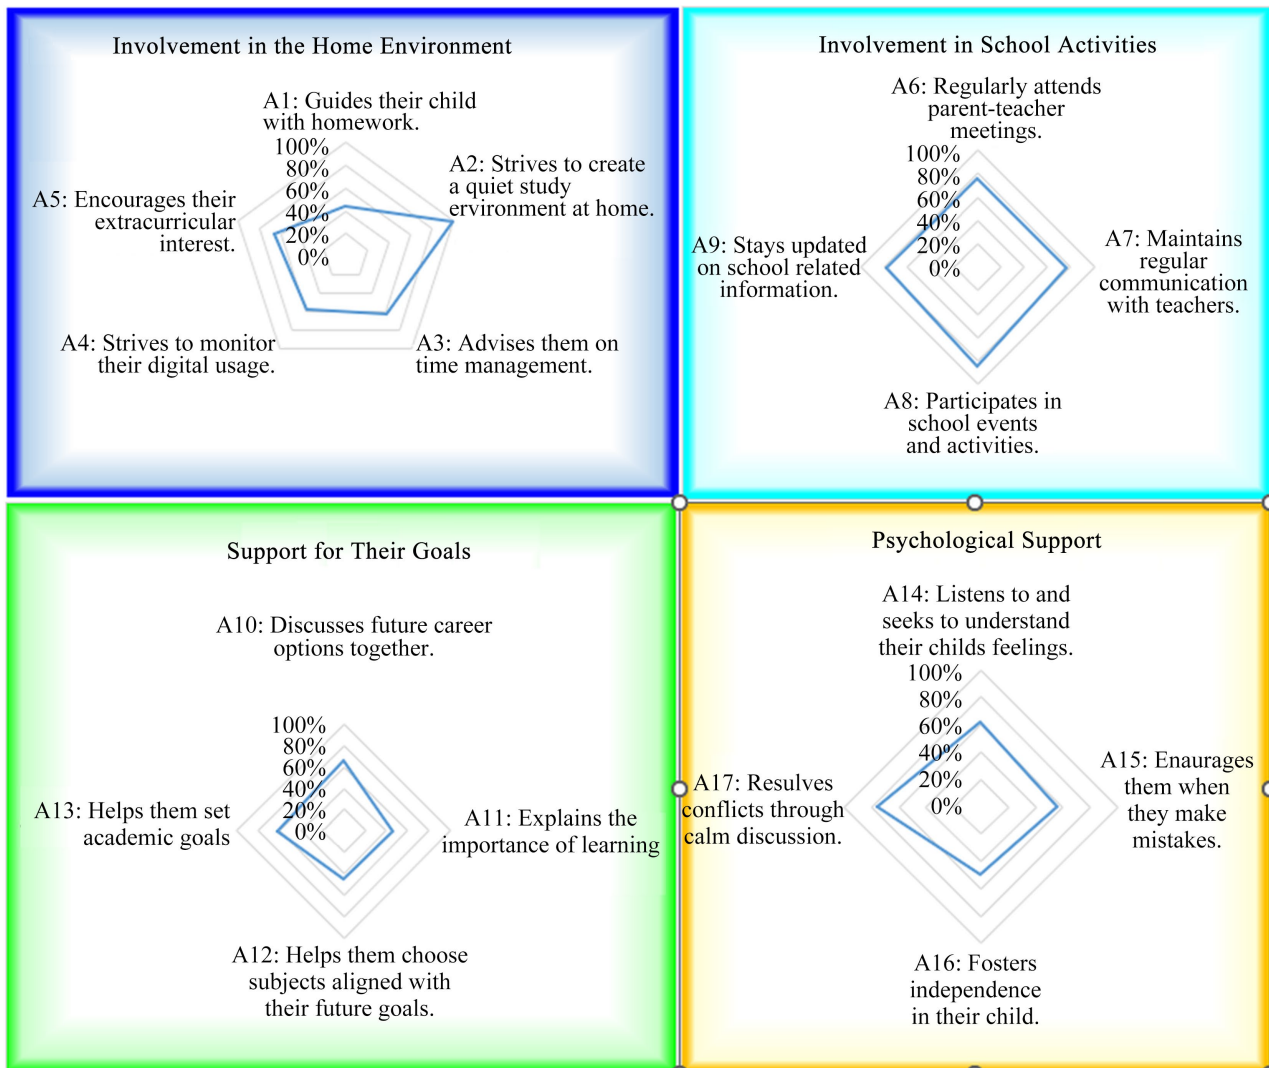 Involvement in the Home Environment
A1: Guides their child
with homework.
100%
80%
60%
40%
20%
0%
A2: Strives to create
a quiet study
ervironment at home.
A3: Advises them on
time management.
A4: Strives to monitor
their digital usage.
A5: Encourages their
extracurricular
interest.
Involvement in School Activities
A6: Regularly attends
parent-teacher
meetings.
100%
80%
60%
40%
20%
0%
A7: Maintains
regular
communication
with teachers.
A8: Participates in
school events
and activities.
A9: Stays updated
on school related
information.
Support for Their Goals
A10: Discusses future career
options together.
100%
80%
60%
40%
20%
0%
A11: Explains the
importance of learning
A12: Helps them choose
subjects aligned with
their future goals.
A13: Helps them set
academic goals
Psychological Support
A14: Listens to and
seeks to understand
their childs feelings.
100%
80%
60%
40%
20%
0%
A15: Enaurages
them when
they make
mistakes.
A16: Fosters
independence
in their child.
A17: Resulves
conflicts through
calm discussion.